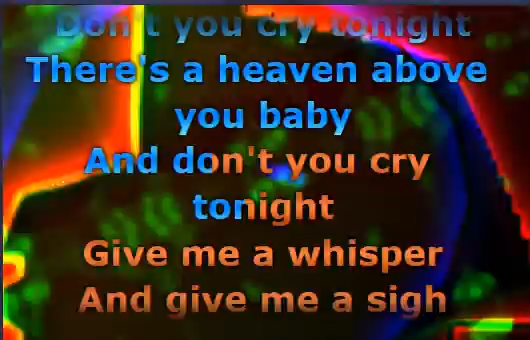 Don't you cry tonight
There's a heaven above
you baby
And don't you cry
tonight
Give me a whisper
And give me a sigh